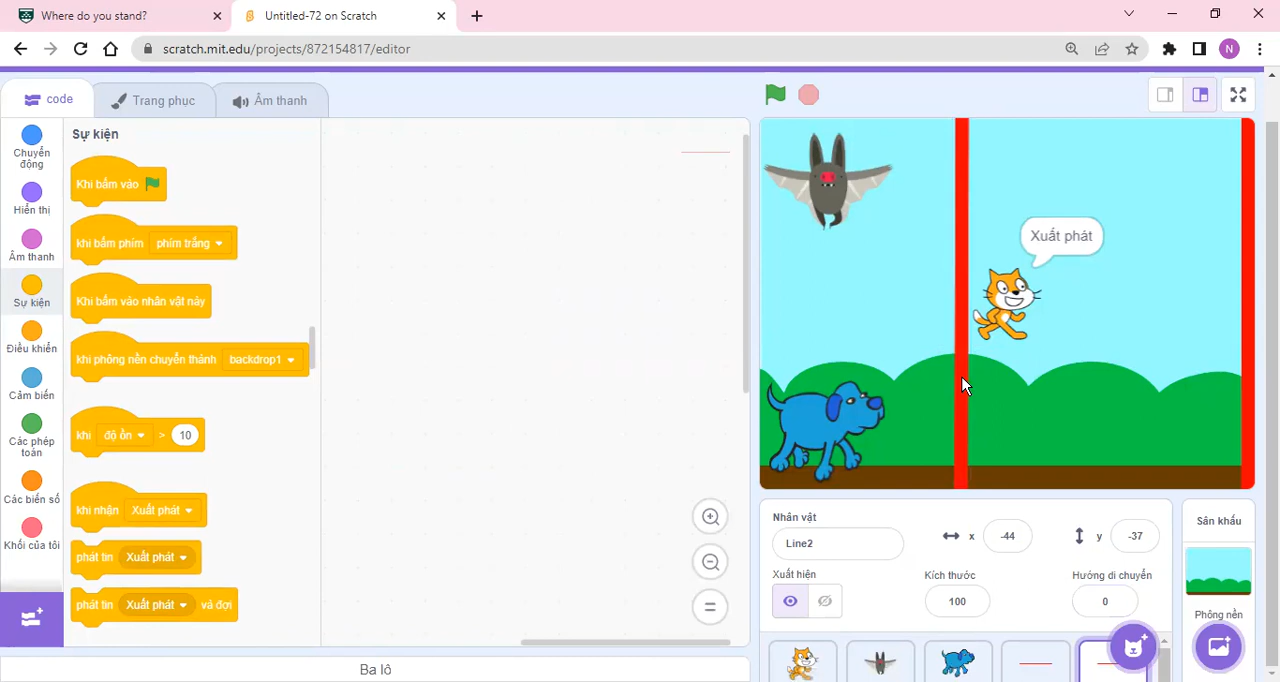 Where do you stand?
Untitled-72 on Scratch
scratch.mit.edu/projects/872154817/editor
N
code
Trang phục
Âm thanh
Chuyển động
Hiển thị
Âm thanh
Sự kiện
Điều khiển
Cảm biến
Các phép toán
Các biến số
Khối của tôi
Sự kiện
Khi bấm vào
khi bấm phím phím trắng
Khi bấm vào nhân vật này
khi phông nền chuyển thành backdrop1
khi độ ồn > 10
khi nhận Xuất phát
phát tin Xuất phát
phát tin Xuất phát và đợi
Ba lô
Xuất phát
Nhân vật
Line2
x -44
y -37
Xuất hiện
Kích thước
100
Hướng di chuyển
0
Sân khấu
Phông nền